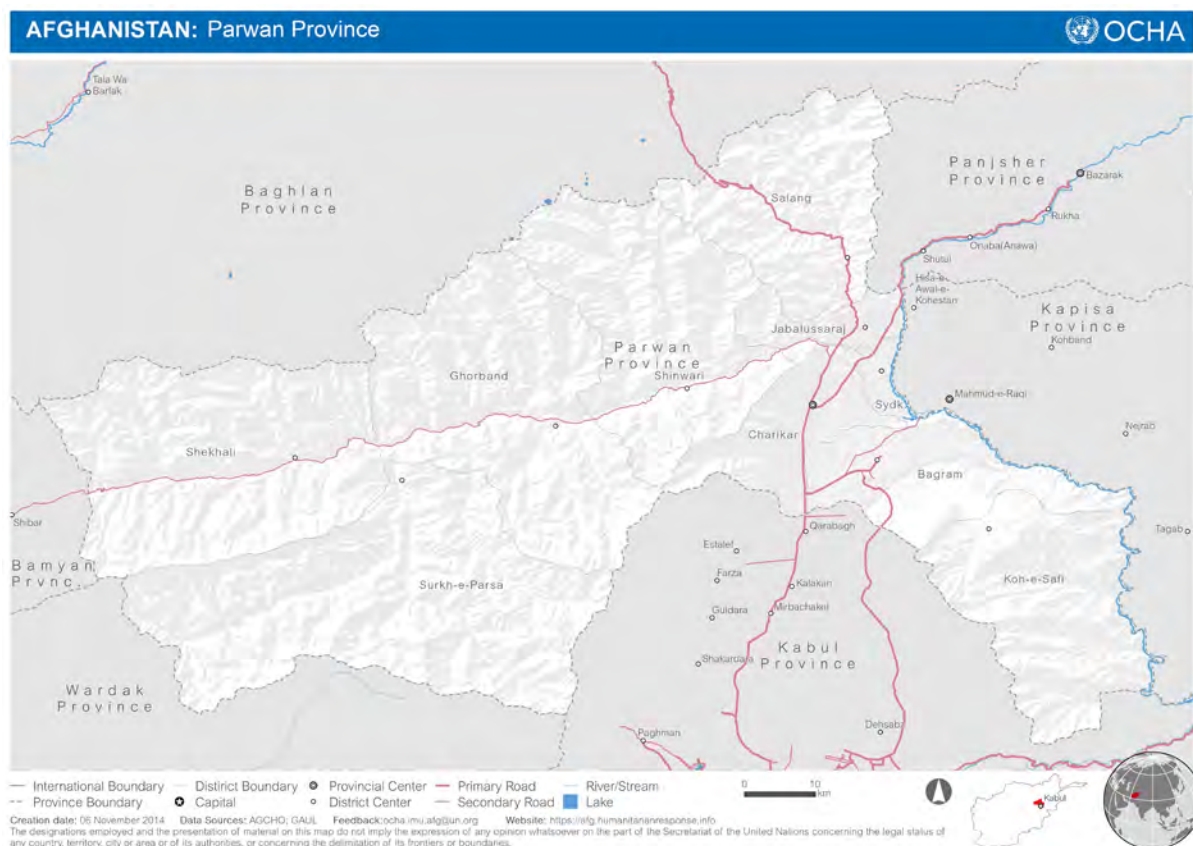 AFGHANISTAN: Parwan Province
OCHA
Tala Wa
Barfak
Baghlan
Province
Salang
Panjsher
Province
Bazarak
Rukha
Onaba(Anawa)
Shutul
Hisa-e-
Awal-e-
Kohestan
Kapisa
Province
Kohband
Jabalussaraj
Parwan
Province
Ghorband
Shinwari
Mahmud-e-Raqi
Charikar
Nejrab
Shekhali
Bagram
Shibar
Qarabagh
Tagab
Bamyan
Prvnc.
Estalef
Farza
Kalakan
Koh-e-Safi
Surkh-e-Parsa
Guldara
Mirbachakot
Kabul
Province
Shakardara
Wardak
Province
Dehsabz
Paghman
International Boundary District Boundary Provincial Center Primary Road River/Stream 0 10
Province Boundary Capital District Center Secondary Road Lake km
Kabul
Creation date: 06 November 2014 Data Sources: AGCHO; GAUL Feedback:ocha.imu.afg@un.org Website: https://afg.humanitarianresponse.info
The designations employed and the presentation of material on this map do not imply the expression of any opinion whatsoever on the part of the Secretariat of the United Nations concerning the legal status of
any country, territory, city or area or of its authorities, or concerning the delimitation of its frontiers or boundaries.